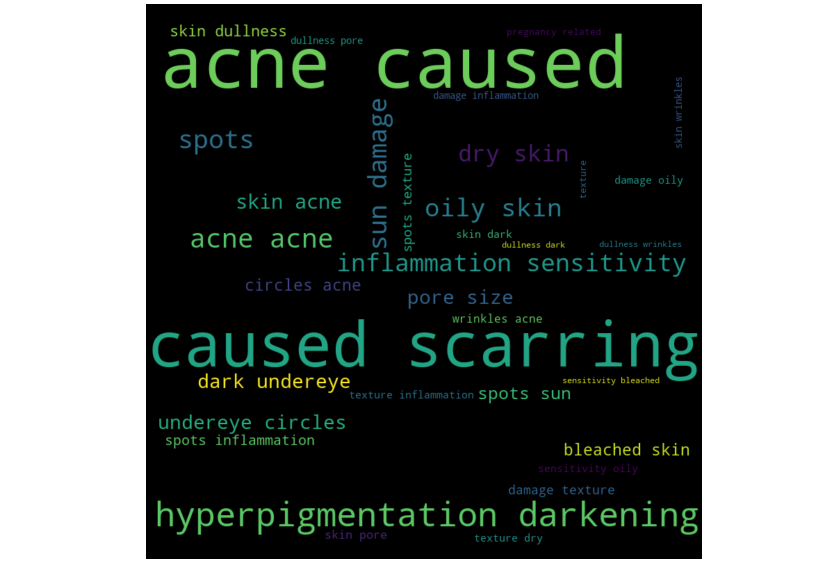 skin dullness
pregnancy related
dullness pore
acne caused
damage inflammation
skin wrinkles
sun damage
spots
dry skin
spots texture
texture
damage oily
skin acne
oily skin
acne acne
skin dark
dullness dark
dullness wrinkles
inflammation sensitivity
circles acne
pore size
wrinkles acne
caused scarring
dark undereye
sensitivity bleached
texture inflammation
spots sun
undereye circles
spots inflammation
bleached skin
sensitivity oily
damage texture
hyperpigmentation darkening
skin pore
texture dry